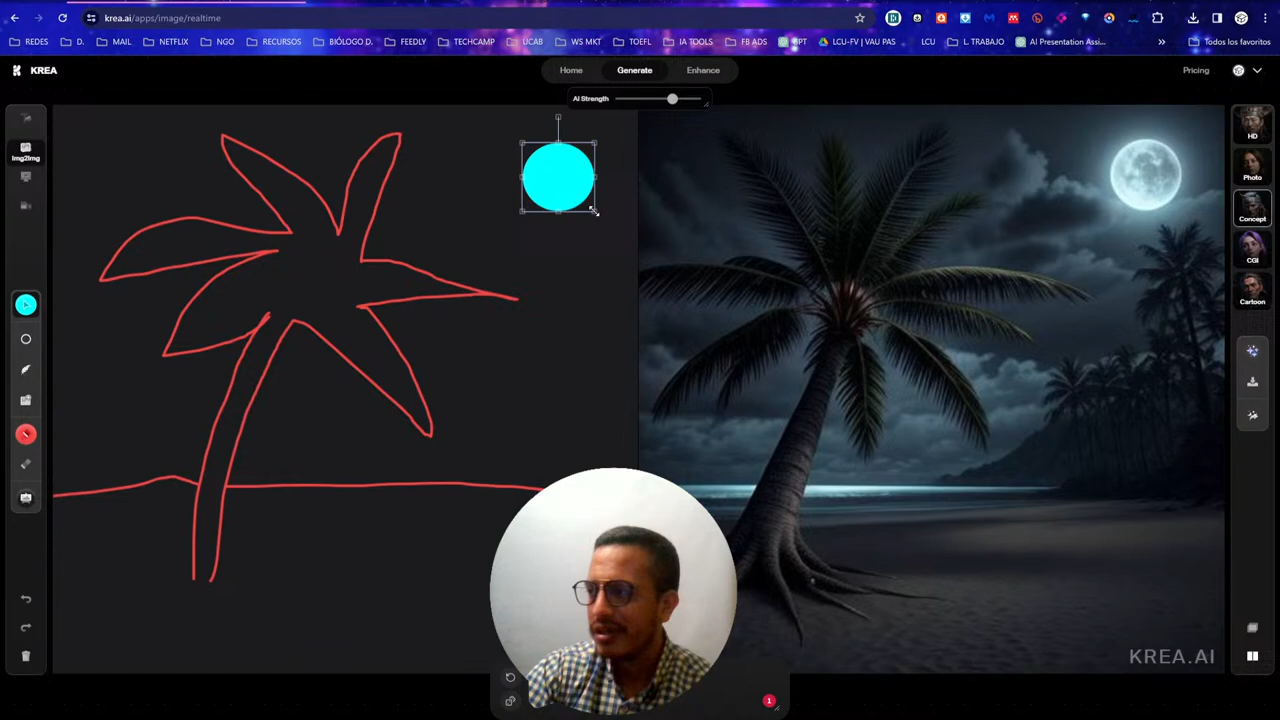 krea.ai/apps/image/realtime
REDES
D.
MAIL
NETFLIX
NGO
RECURSOS
BIÓLOGO D.
FEEDLY
TECHCAMP
UCAB
WS MKT
TOEFL
IA TOOLS
FB ADS
GPT
LCU-FV | VAU PAS
LCU
L. TRABAJO
AI Presentation Assi...
»
Todos los favoritos
KREA
Home
Generate
Enhance
Pricing
AI Strength
Img2Img
HD
Photo
Concept
CGI
Cartoon
KREA.AI
1